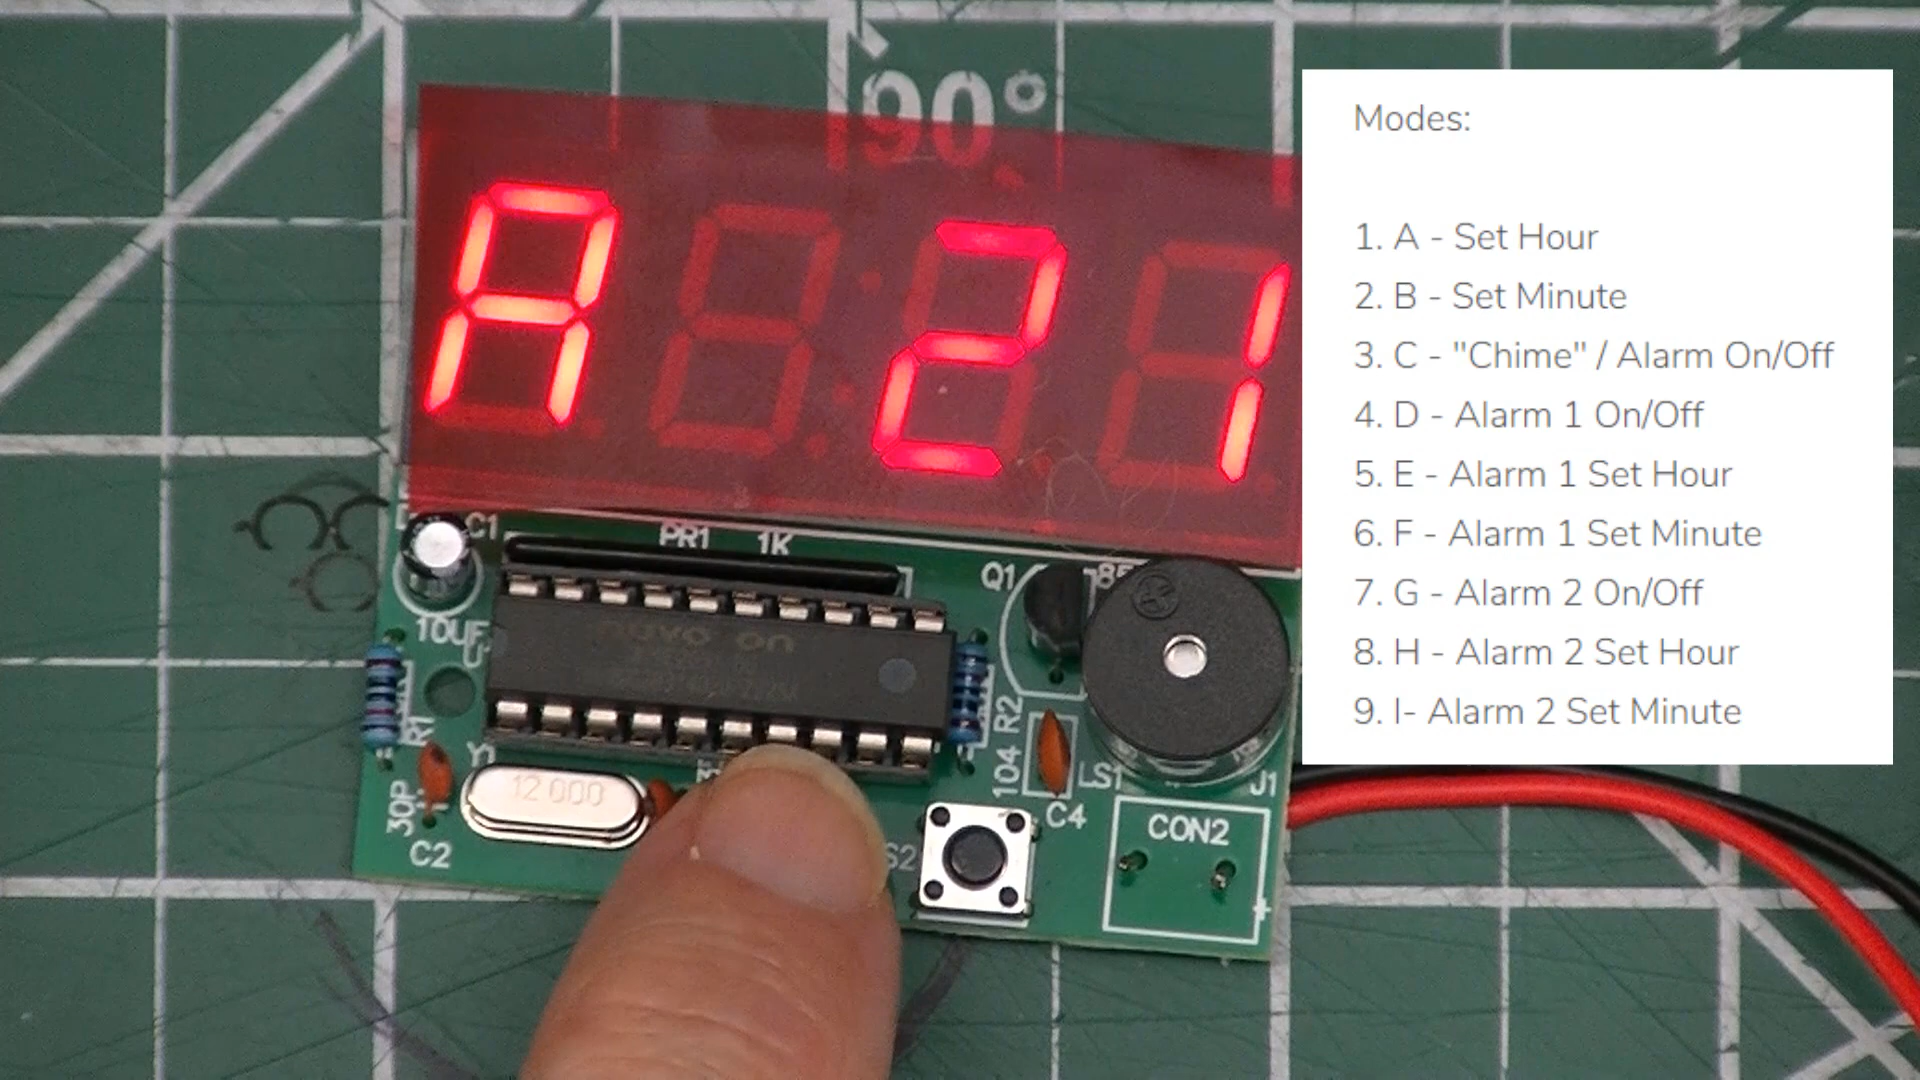 90°
Modes:
A 21
1. A - Set Hour
2. B - Set Minute
3. C - "Chime" / Alarm On/Off
4. D - Alarm 1 On/Off
5. E - Alarm 1 Set Hour
6. F - Alarm 1 Set Minute
7. G - Alarm 2 On/Off
8. H - Alarm 2 Set Hour
9. I- Alarm 2 Set Minute
C1
PR1 1K
Q1
10UF
R1
R2
104
Y1
12 000
30P
C2
S2
C4
LS1
J1
CON2
+